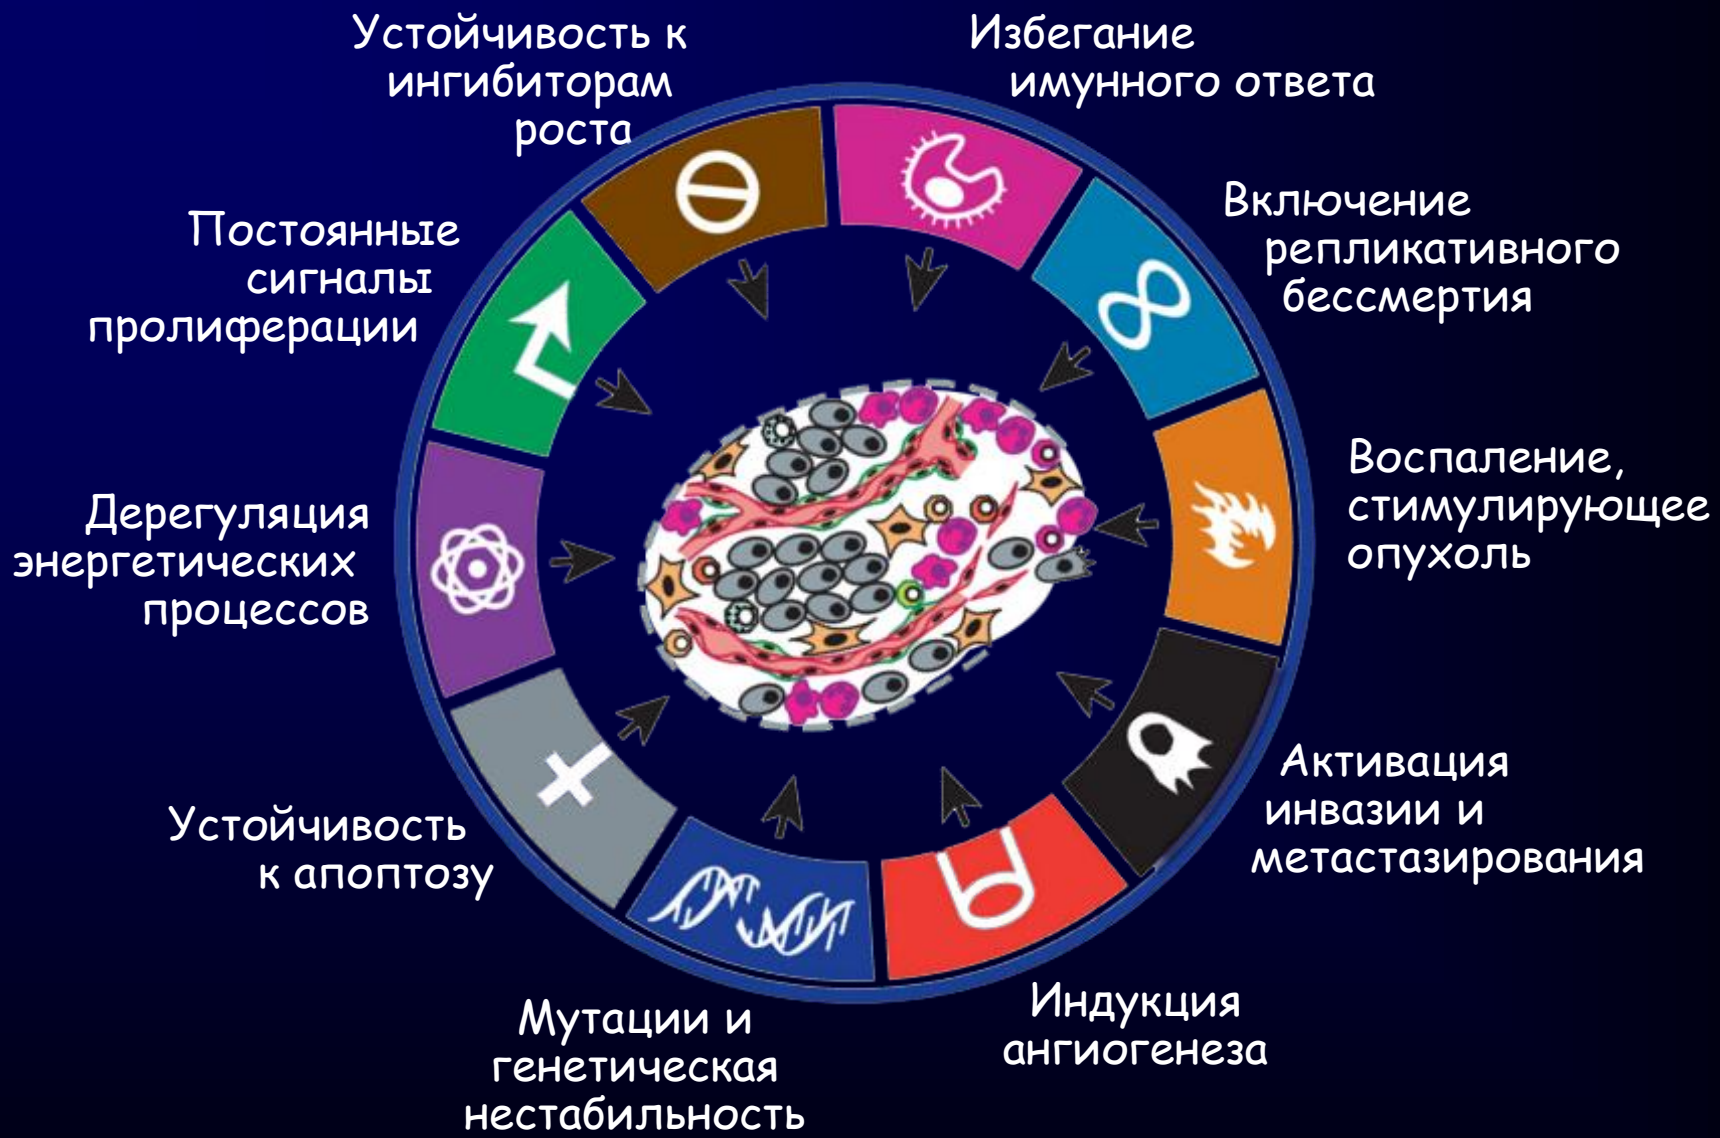 Устойчивость к
ингибиторам
роста
Избегание
имунного ответа
Включение
репликативного
бессмертия
Воспаление,
стимулирующее
опухоль
Активация
инвазии и
метастазирования
Индукция
ангиогенеза
Мутации и
генетическая
нестабильность
Устойчивость
к апоптозу
Дерегуляция
энергетических
процессов
Постоянные
сигналы
пролиферации